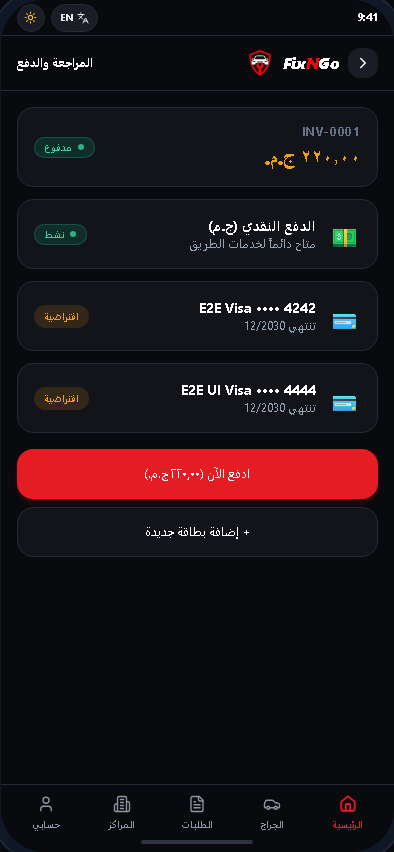 9:41
EN
FixNGo
المراجعة والدفع
INV-0001
٢٢٠٫٠٠ ج.م.
مدفوع
الدفع النقدي (ج.م)
متاح دائماً لخدمات الطريق
نشط
E2E Visa •••• 4242
تنتهي 12/2030
افتراضية
E2E UI Visa •••• 4444
تنتهي 12/2030
افتراضية
ادفع الآن (٢٢٠٫٠٠ ج.م.)
+ إضافة بطاقة جديدة
الرئيسية
الجراج
الطلبات
المراكز
حسابي